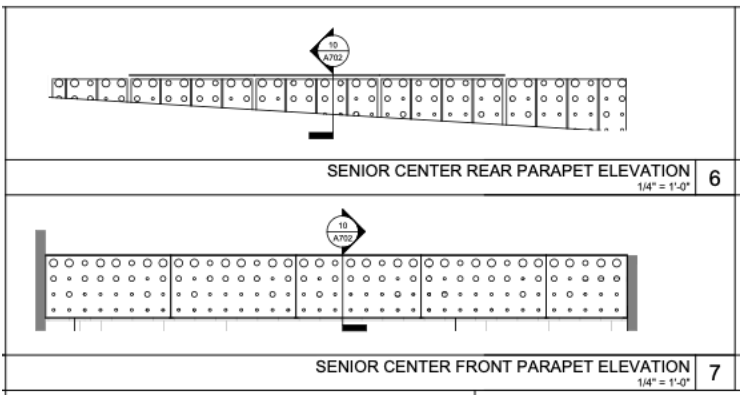 10
A702
SENIOR CENTER REAR PARAPET ELEVATION
6
1/4" = 1'-0"
10
A702
SENIOR CENTER FRONT PARAPET ELEVATION
7
1/4" = 1'-0"